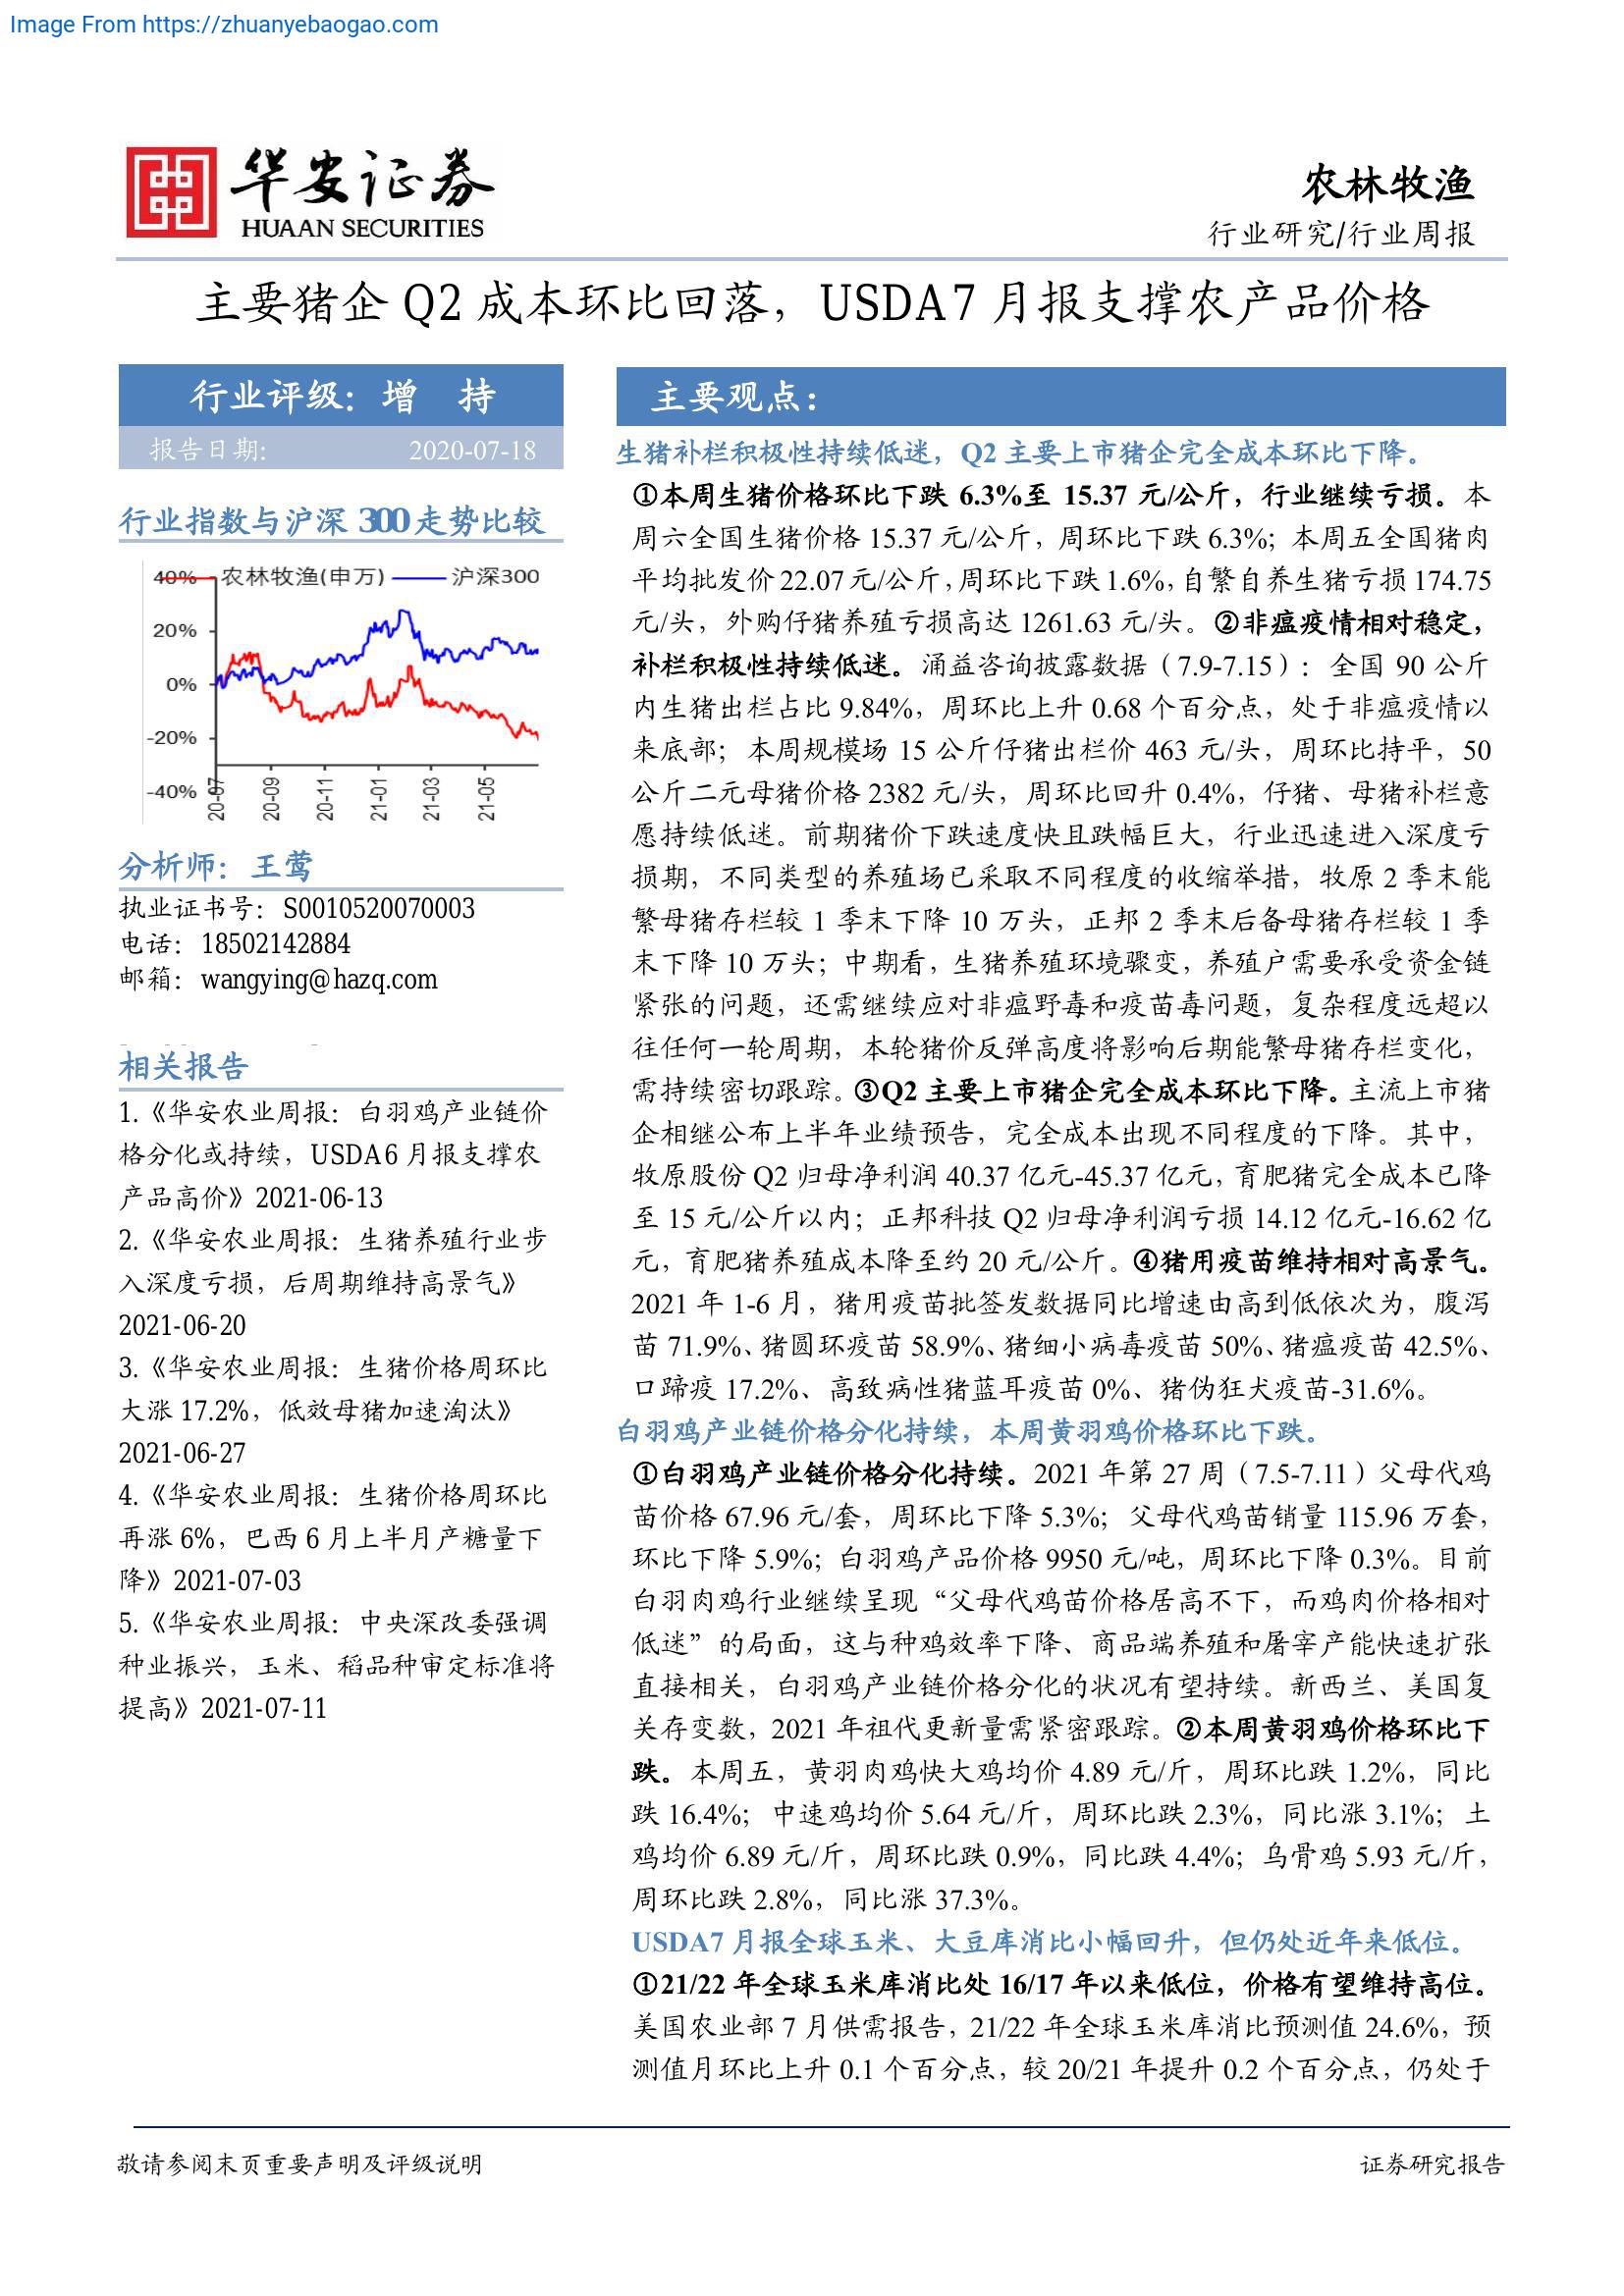 Image From https://zhuanyebaogao.com
华安证券
HUAAN SECURITIES
农林牧渔
行业研究/行业周报
主要猪企 Q2 成本环比回落，USDA7 月报支撑农产品价格
行业评级：增 持
报告日期: 2020-07-18
行业指数与沪深 300 走势比较
农林牧渔(申万) 沪深300
40%
20%
0%
-20%
-40%
20-07
20-09
20-11
21-01
21-03
21-05
分析师：王莺
执业证书号：S0010520070003
电话：18502142884
邮箱：wangying@hazq.com
相关报告
1.《华安农业周报：白羽鸡产业链价
格分化或持续，USDA6 月报支撑农
产品高价》2021-06-13
2.《华安农业周报：生猪养殖行业步
入深度亏损，后周期维持高景气》
2021-06-20
3.《华安农业周报：生猪价格周环比
大涨 17.2%，低效母猪加速淘汰》
2021-06-27
4.《华安农业周报：生猪价格周环比
再涨 6%，巴西 6 月上半月产糖量下
降》2021-07-03
5.《华安农业周报：中央深改委强调
种业振兴，玉米、稻品种审定标准将
提高》2021-07-11
主要观点：
生猪补栏积极性持续低迷，Q2 主要上市猪企完全成本环比下降。
①本周生猪价格环比下跌 6.3%至 15.37 元/公斤，行业继续亏损。本
周六全国生猪价格 15.37 元/公斤，周环比下跌 6.3%；本周五全国猪肉
平均批发价 22.07 元/公斤，周环比下跌 1.6%，自繁自养生猪亏损 174.75
元/头，外购仔猪养殖亏损高达 1261.63 元/头。②非瘟疫情相对稳定，
补栏积极性持续低迷。涌益咨询披露数据（7.9-7.15）：全国 90 公斤
内生猪出栏占比 9.84%，周环比上升 0.68 个百分点，处于非瘟疫情以
来底部；本周规模场 15 公斤仔猪出栏价 463 元/头，周环比持平，50
公斤二元母猪价格 2382 元/头，周环比回升 0.4%，仔猪、母猪补栏意
愿持续低迷。前期猪价下跌速度快且跌幅巨大，行业迅速进入深度亏
损期，不同类型的养殖场已采取不同程度的收缩举措，牧原 2 季末能
繁母猪存栏较 1 季末下降 10 万头，正邦 2 季末后备母猪存栏较 1 季
末下降 10 万头；中期看，生猪养殖环境骤变，养殖户需要承受资金链
紧张的问题，还需继续应对非瘟野毒和疫苗毒问题，复杂程度远超以
往任何一轮周期，本轮猪价反弹高度将影响后期能繁母猪存栏变化，
需持续密切跟踪。③Q2 主要上市猪企完全成本环比下降。主流上市猪
企相继公布上半年业绩预告，完全成本出现不同程度的下降。其中，
牧原股份 Q2 归母净利润 40.37 亿元-45.37 亿元，育肥猪完全成本已降
至 15 元/公斤以内；正邦科技 Q2 归母净利润亏损 14.12 亿元-16.62 亿
元，育肥猪养殖成本降至约 20 元/公斤。④猪用疫苗维持相对高景气。
2021 年 1-6 月，猪用疫苗批签发数据同比增速由高到低依次为，腹泻
苗 71.9%、猪圆环疫苗 58.9%、猪细小病毒疫苗 50%、猪瘟疫苗 42.5%、
口蹄疫 17.2%、高致病性猪蓝耳疫苗 0%、猪伪狂犬疫苗-31.6%。
白羽鸡产业链价格分化持续，本周黄羽鸡价格环比下跌。
①白羽鸡产业链价格分化持续。2021 年第 27 周（7.5-7.11）父母代鸡
苗价格 67.96 元/套，周环比下降 5.3%；父母代鸡苗销量 115.96 万套，
环比下降 5.9%；白羽鸡产品价格 9950 元/吨，周环比下降 0.3%。目前
白羽肉鸡行业继续呈现“父母代鸡苗价格居高不下，而鸡肉价格相对
低迷”的局面，这与种鸡效率下降、商品端养殖和屠宰产能快速扩张
直接相关，白羽鸡产业链价格分化的状况有望持续。新西兰、美国复
关存变数，2021 年祖代更新量需紧密跟踪。②本周黄羽鸡价格环比下
跌。本周五，黄羽肉鸡快大鸡均价 4.89 元/斤，周环比跌 1.2%，同比
跌 16.4%；中速鸡均价 5.64 元/斤，周环比跌 2.3%，同比涨 3.1%；土
鸡均价 6.89 元/斤，周环比跌 0.9%，同比跌 4.4%；乌骨鸡 5.93 元/斤，
周环比跌 2.8%，同比涨 37.3%。
USDA7 月报全球玉米、大豆库消比小幅回升，但仍处近年来低位。
①21/22 年全球玉米库消比处 16/17 年以来低位，价格有望维持高位。
美国农业部 7 月供需报告，21/22 年全球玉米库消比预测值 24.6%，预
测值月环比上升 0.1 个百分点，较 20/21 年提升 0.2 个百分点，仍处于
敬请参阅末页重要声明及评级说明
证券研究报告